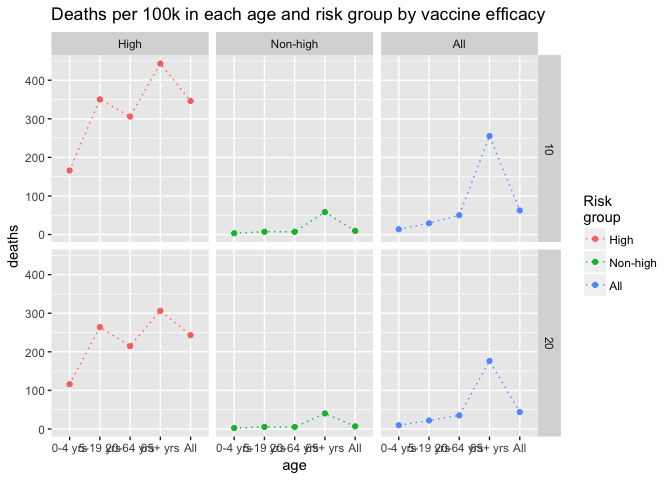 Deaths per 100k in each age and risk group by vaccine efficacy
High Non-high All
400
300
200
100
0
10
400
300
200
100
0
20
deaths
0-4 yrs 5-19 yrs 20-64 yrs 65+ yrs All 0-4 yrs 5-19 yrs 20-64 yrs 65+ yrs All 0-4 yrs 5-19 yrs 20-64 yrs 65+ yrs All
age
Risk
group
High
Non-high
All